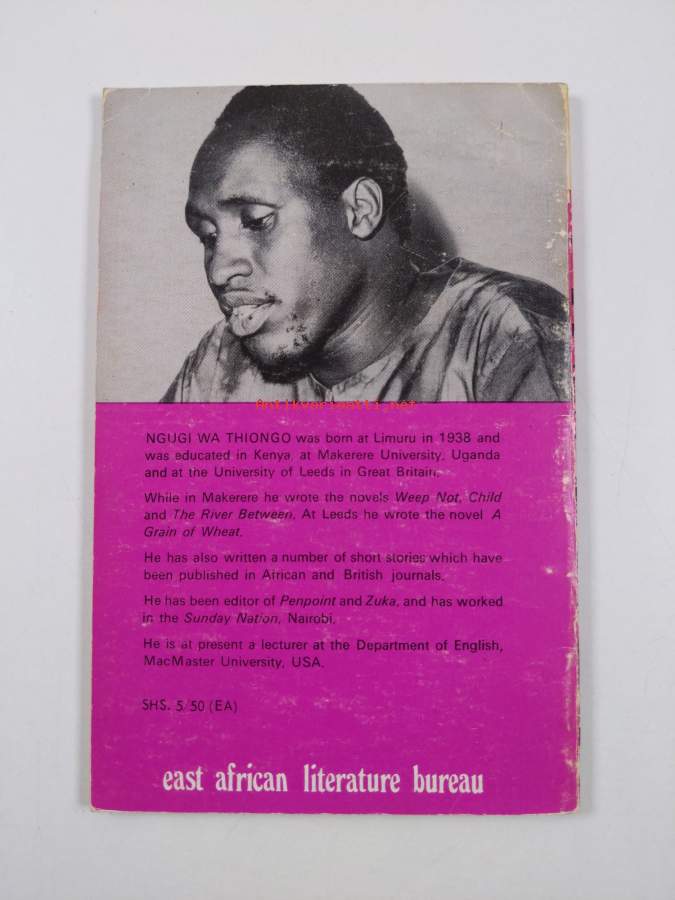 Antikvariaatti.net
NGUGI WA THIONGO was born at Limuru in 1938 and
was educated in Kenya, at Makerere University, Uganda
and at the University of Leeds in Great Britain.
While in Makerere he wrote the novels Weep Not, Child
and The River Between. At Leeds he wrote the novel A
Grain of Wheat.
He has also written a number of short stories which have
been published in African and British journals.
He has been editor of Penpoint and Zuka, and has worked
in the Sunday Nation, Nairobi.
He is at present a lecturer at the Department of English,
MacMaster University, USA.
SHS. 5/50 (EA)
east african literature bureau